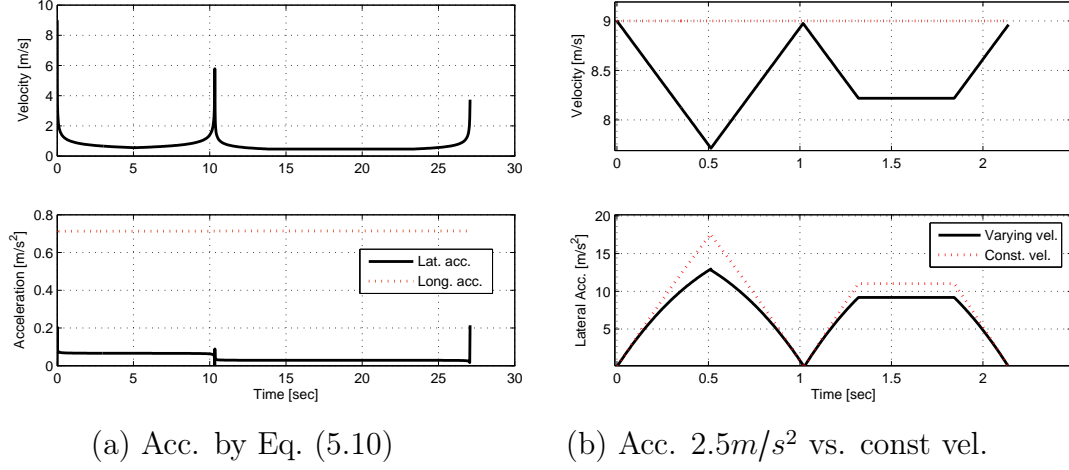 10
8
6
4
2
0
Velocity [m/s]
0 5 10 15 20 25 30
0.8
0.6
0.4
0.2
0
Acceleration [m/s²]
Lat. acc.
Long. acc.
0 5 10 15 20 25 30
Time [sec]
(a) Acc. by Eq. (5.10)
9
8.5
8
Velocity [m/s]
0 0.5 1 1.5 2
20
15
10
5
Lateral Acc. [m/s²]
Varying vel.
Const. vel.
0 0.5 1 1.5 2
Time [sec]
(b) Acc. 2.5m/s² vs. const vel.